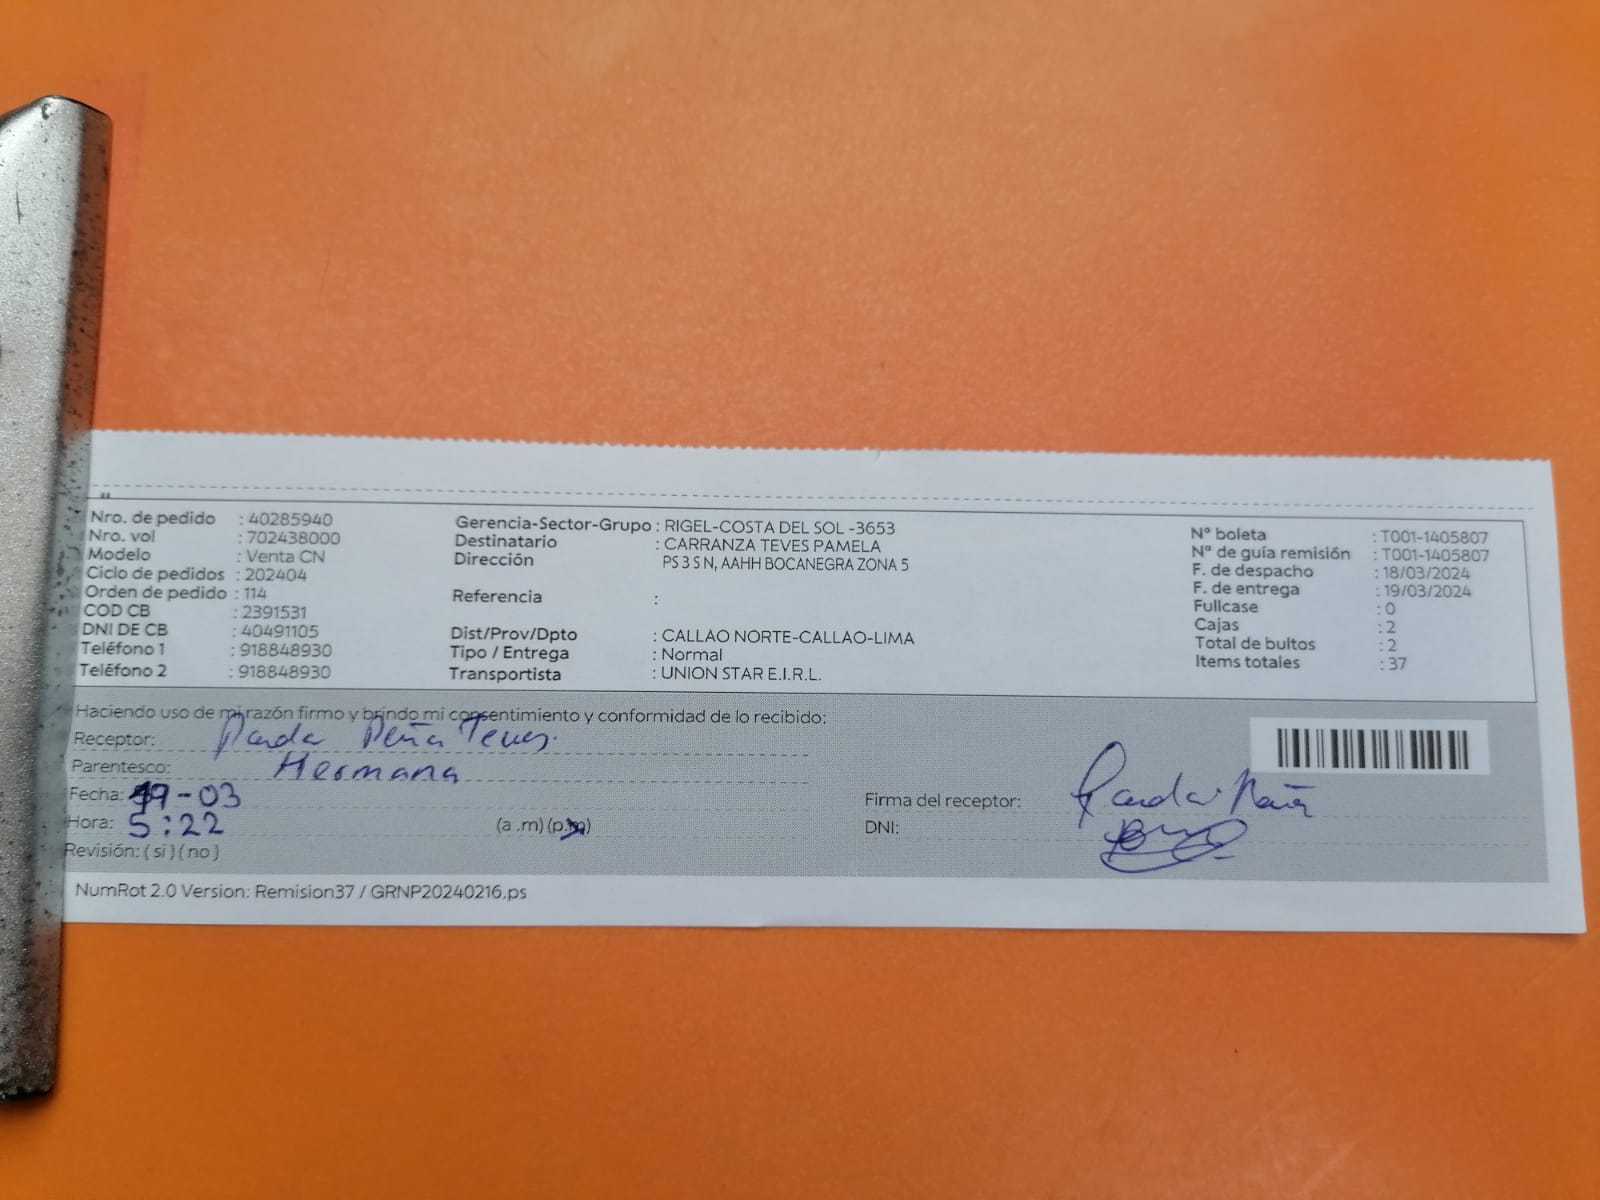 Nro. de pedido : 40285940
Nro. vol : 702438000
Modelo : Venta CN
Ciclo de pedidos : 202404
Orden de pedido : 114
COD CB : 2391531
DNI DE CB : 40491105
Teléfono 1 : 918848930
Teléfono 2 : 918848930
Gerencia-Sector-Grupo : RIGEL-COSTA DEL SOL -3653
Destinatario : CARRANZA TEVES PAMELA
Dirección PS 3 S N, AAHH BOCANEGRA ZONA 5
Referencia :
Dist/Prov/Dpto : CALLAO NORTE-CALLAO-LIMA
Tipo / Entrega : Normal
Transportista : UNION STAR E.I.R.L.
Nº boleta : T001-1405807
Nº de guía remisión : T001-1405807
F. de despacho : 18/03/2024
F. de entrega : 19/03/2024
Fullcase : 0
Cajas : 2
Total de bultos : 2
Items totales : 37
Haciendo uso de mi razón firmo y brindo mi consentimiento y conformidad de lo recibido:
Receptor: Peña Teves
Parentesco: Hermana
Fecha: 19-03
Hora: 5:22 (a .m) (p.m)
Revisión: ( si ) ( no )
Firma del receptor:
DNI:
NumRot 2.0 Version: Remision37 / GRNP20240216.ps